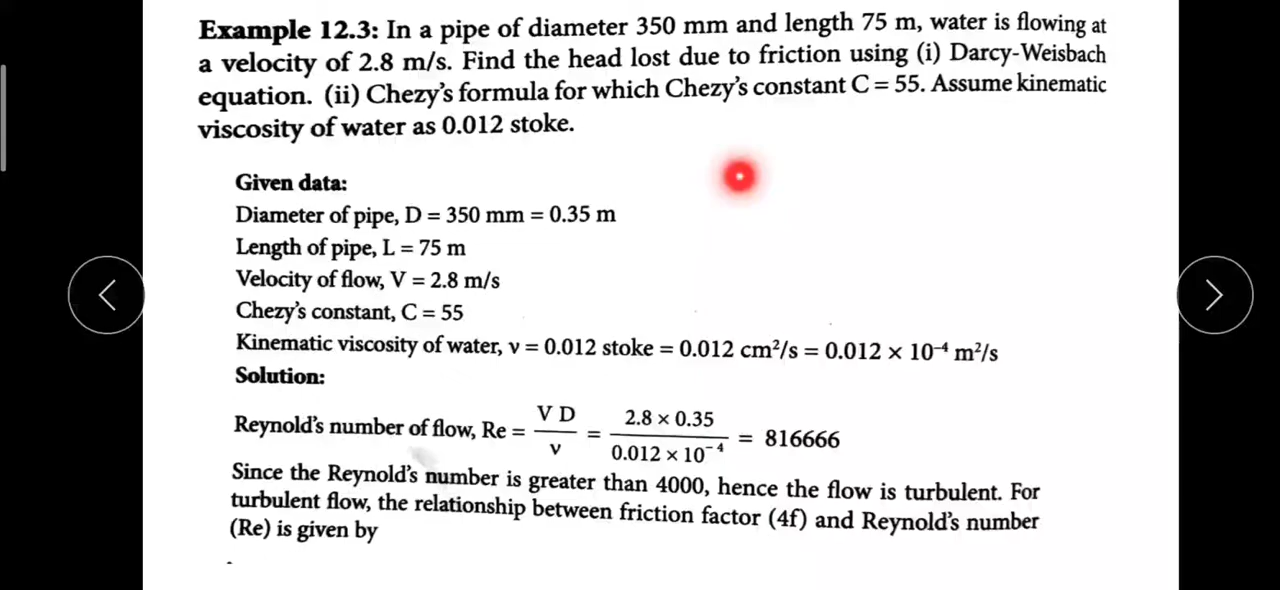 Example 12.3: In a pipe of diameter 350 mm and length 75 m, water is flowing at
a velocity of 2.8 m/s. Find the head lost due to friction using (i) Darcy-Weisbach
equation. (ii) Chezy's formula for which Chezy's constant C = 55. Assume kinematic
viscosity of water as 0.012 stoke.
Given data:
Diameter of pipe, D = 350 mm = 0.35 m
Length of pipe, L = 75 m
Velocity of flow, V = 2.8 m/s
Chezy's constant, C = 55
Kinematic viscosity of water, ν = 0.012 stoke = 0.012 cm²/s = 0.012 × 10⁻⁴ m²/s
Solution:
Reynold's number of flow, Re = V D / ν = 2.8 × 0.35 / 0.012 × 10⁻⁴ = 816666
Since the Reynold's number is greater than 4000, hence the flow is turbulent. For
turbulent flow, the relationship between friction factor (4f) and Reynold's number
(Re) is given by